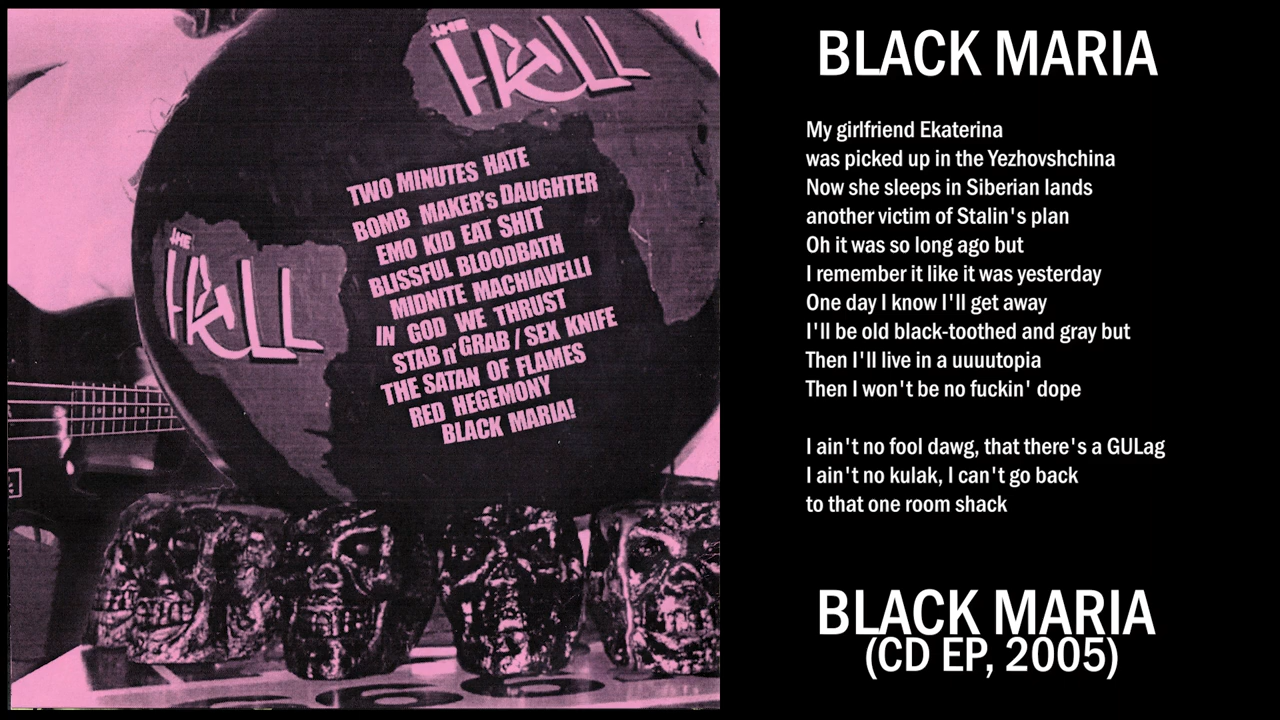 THE HELL
THE HELL
TWO MINUTES HATE
BOMB MAKER's DAUGHTER
EMO KID EAT SHIT
BLISSFUL BLOODBATH
MIDNITE MACHIAVELLI
IN GOD WE THRUST
STAB n' GRAB / SEX KNIFE
THE SATAN OF FLAMES
RED HEGEMONY
BLACK MARIA!
BLACK MARIA
My girlfriend Ekaterina
was picked up in the Yezhovshchina
Now she sleeps in Siberian lands
another victim of Stalin's plan
Oh it was so long ago but
I remember it like it was yesterday
One day I know I'll get away
I'll be old black-toothed and gray but
Then I'll live in a uuuutopia
Then I won't be no fuckin' dope
I ain't no fool dawg, that there's a GULag
I ain't no kulak, I can't go back
to that one room shack
BLACK MARIA
(CD EP, 2005)